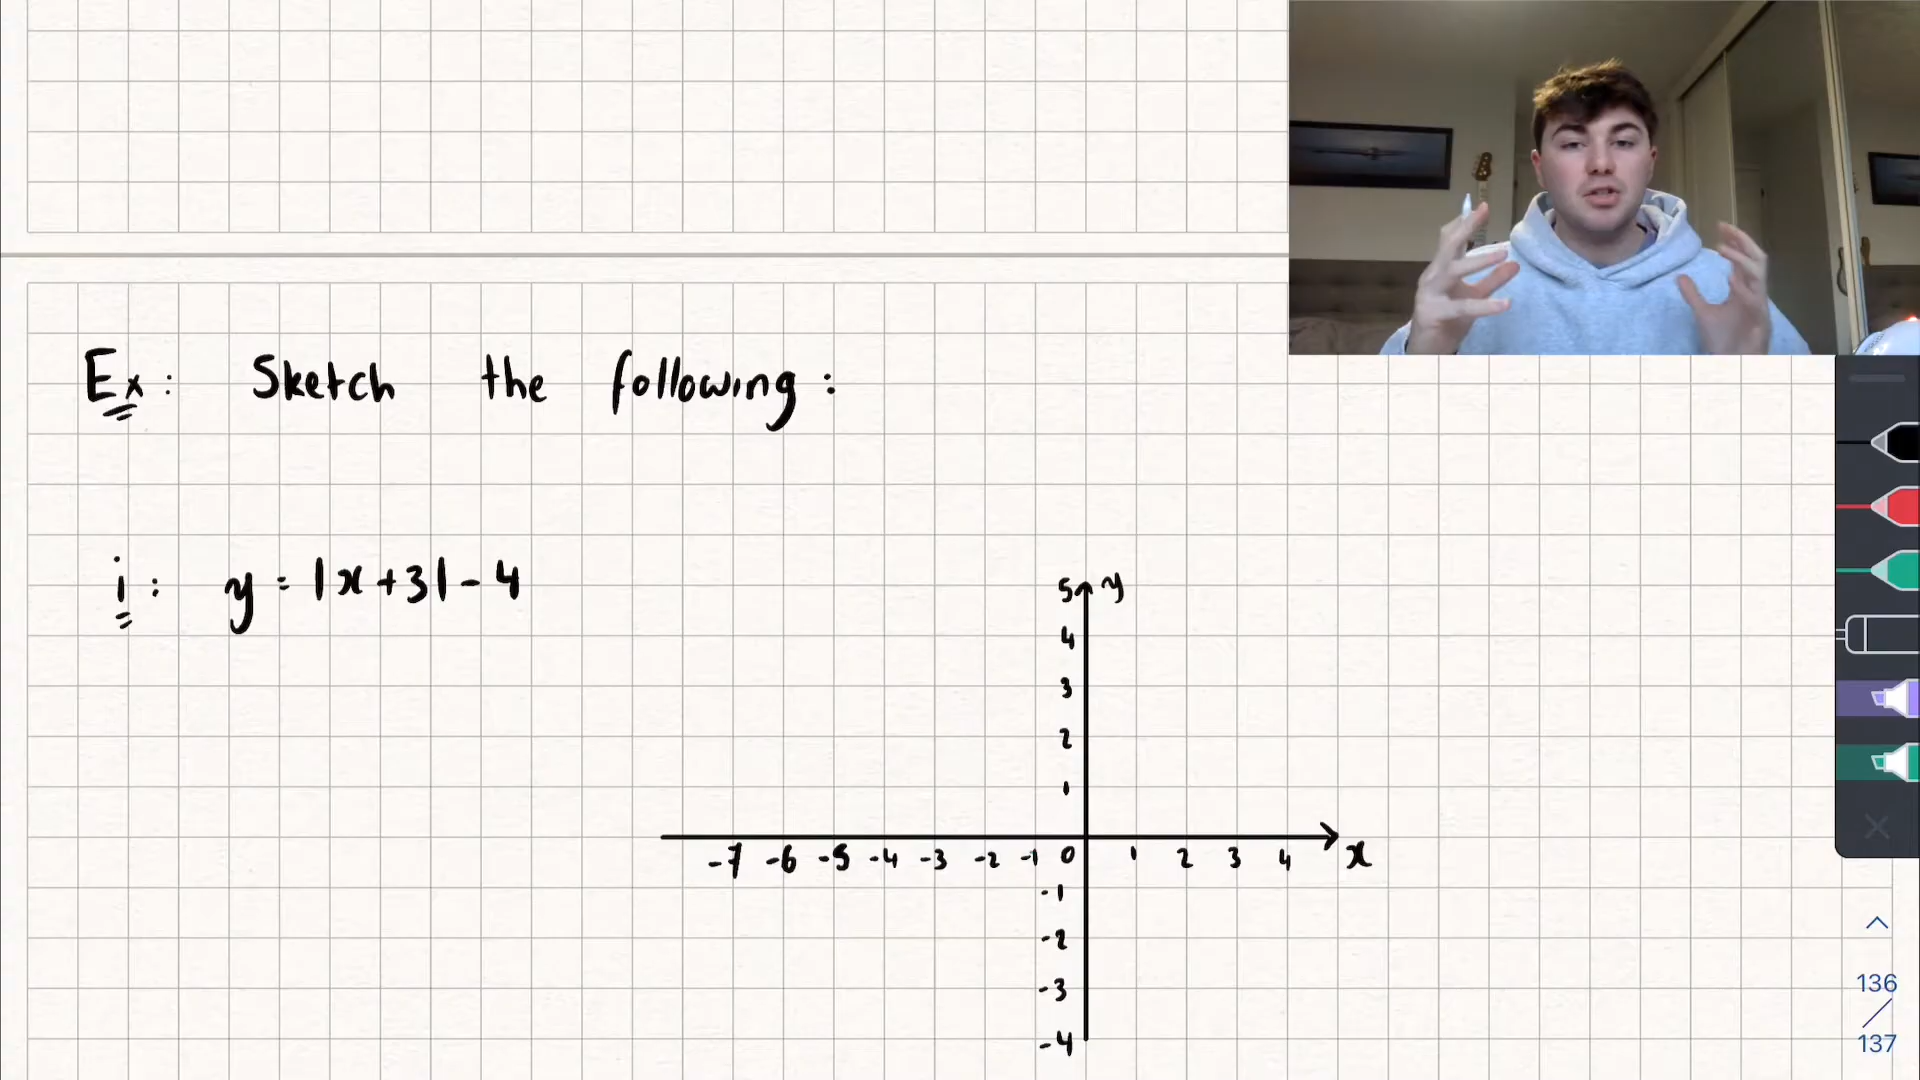 Ex: Sketch the following:
i: y = |x+3| - 4
5 y
4
3
2
1
-7 -6 -5 -4 -3 -2 -1 0 1 2 3 4 x
-1
-2
-3
-4
136
137